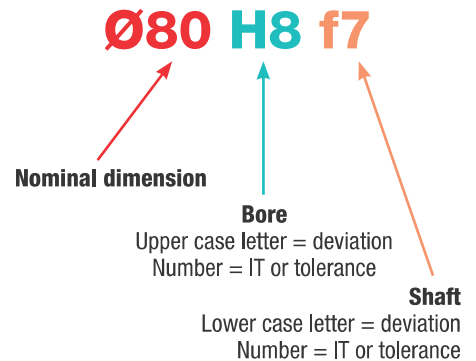 Ø80 H8 f7
Nominal dimension
Bore
Upper case letter = deviation
Number = IT or tolerance
Shaft
Lower case letter = deviation
Number = IT or tolerance